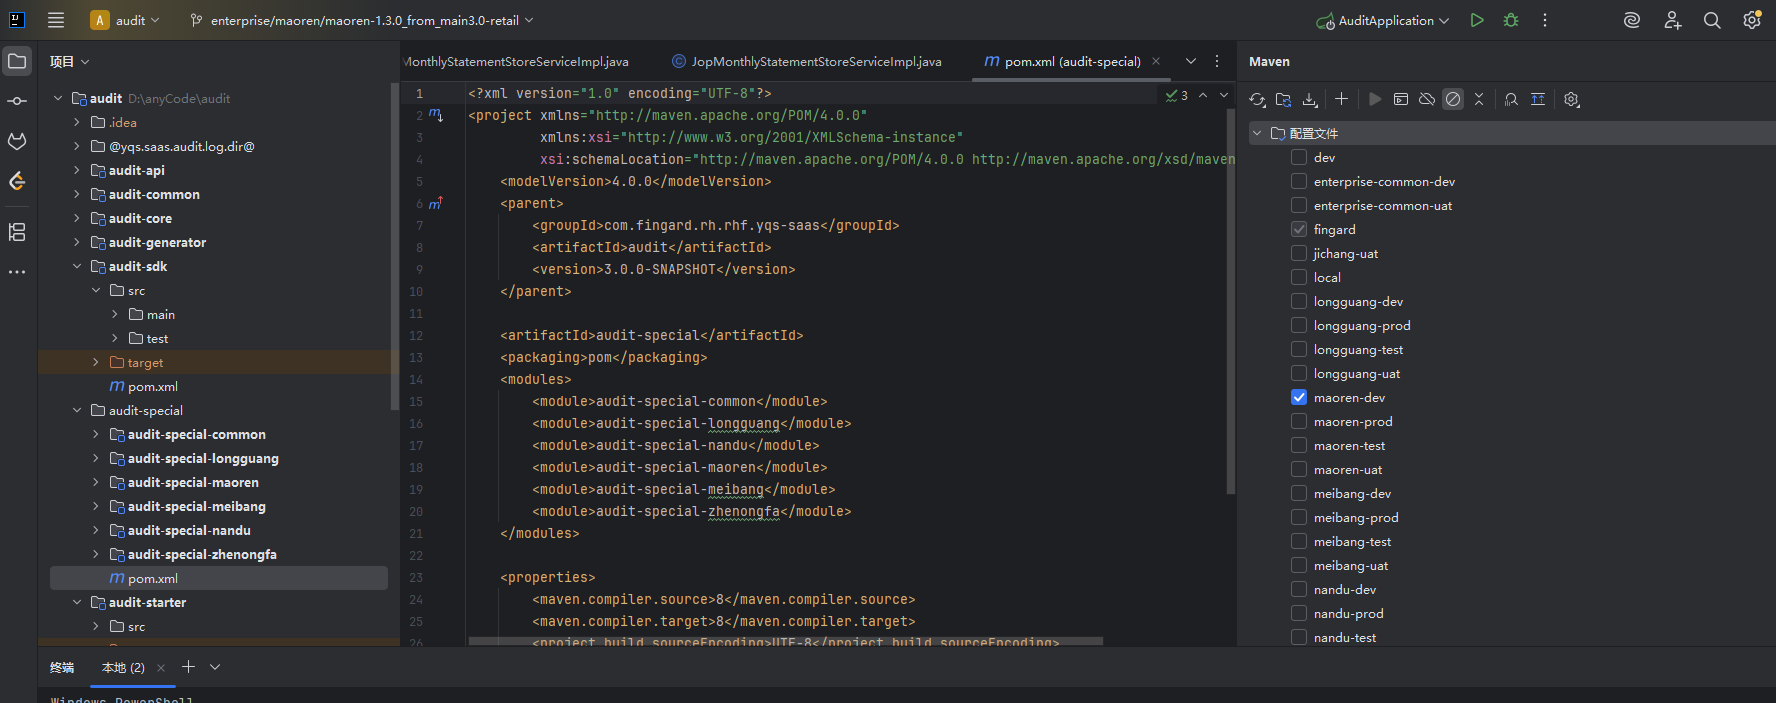 A audit enterprise/maoren/maoren-1.3.0_from_main3.0-retail AuditApplication
项目
audit D:\anyCode\audit
.idea
@yqs.saas.audit.log.dir@
audit-api
audit-common
audit-core
audit-generator
audit-sdk
src
main
test
target
pom.xml
audit-special
audit-special-common
audit-special-longguang
audit-special-maoren
audit-special-meibang
audit-special-nandu
audit-special-zhenongfa
pom.xml
audit-starter
src
MonthlyStatementStoreServiceImpl.java JopMonthlyStatementStoreServiceImpl.java pom.xml (audit-special)
3
1 <?xml version="1.0" encoding="UTF-8"?>
2 <project xmlns="http://maven.apache.org/POM/4.0.0"
3 xmlns:xsi="http://www.w3.org/2001/XMLSchema-instance"
4 xsi:schemaLocation="http://maven.apache.org/POM/4.0.0 http://maven.apache.org/xsd/maven
5 <modelVersion>4.0.0</modelVersion>
6 <parent>
7 <groupId>com.fingard.rh.rhf.yqs-saas</groupId>
8 <artifactId>audit</artifactId>
9 <version>3.0.0-SNAPSHOT</version>
10 </parent>
11
12 <artifactId>audit-special</artifactId>
13 <packaging>pom</packaging>
14 <modules>
15 <module>audit-special-common</module>
16 <module>audit-special-longguang</module>
17 <module>audit-special-nandu</module>
18 <module>audit-special-maoren</module>
19 <module>audit-special-meibang</module>
20 <module>audit-special-zhenongfa</module>
21 </modules>
22
23 <properties>
24 <maven.compiler.source>8</maven.compiler.source>
25 <maven.compiler.target>8</maven.compiler.target>
26 <project.build.sourceEncoding>UTF-8</project.build.sourceEncoding>
Maven
配置文件
dev
enterprise-common-dev
enterprise-common-uat
fingard
jichang-uat
local
longguang-dev
longguang-prod
longguang-test
longguang-uat
maoren-dev
maoren-prod
maoren-test
maoren-uat
meibang-dev
meibang-prod
meibang-test
meibang-uat
nandu-dev
nandu-prod
nandu-test
终端 本地 (2)
Windows PowerShell